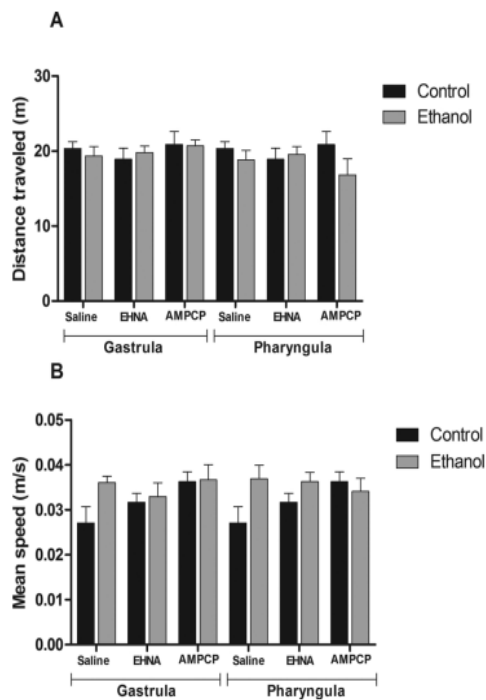 A
Distance traveled (m)
30
20
10
0
Control
Ethanol
Saline EHNA AMPCP Saline EHNA AMPCP
Gastrula Pharyngula
B
Mean speed (m/s)
0.05
0.04
0.03
0.02
0.01
0.00
Control
Ethanol
Saline EHNA AMPCP Saline EHNA AMPCP
Gastrula Pharyngula